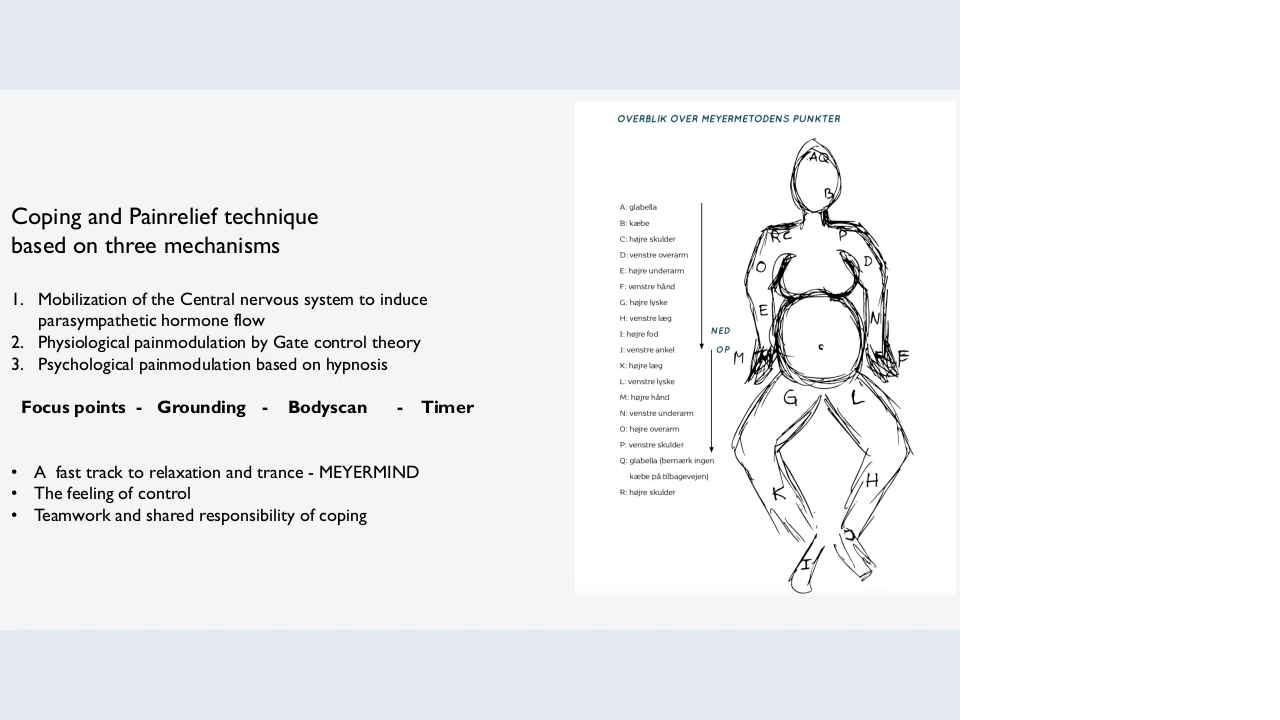 Coping and Painrelief technique
based on three mechanisms
1. Mobilization of the Central nervous system to induce
parasympathetic hormone flow
2. Physiological painmodulation by Gate control theory
3. Psychological painmodulation based on hypnosis
Focus points - Grounding - Bodyscan - Timer
• A fast track to relaxation and trance - MEYERMIND
• The feeling of control
• Teamwork and shared responsibility of coping
OVERBLIK OVER MEYERMETODENS PUNKTER
A: glabella
B: kæbe
C: højre skulder
D: venstre overarm
E: højre underarm
F: venstre hånd
G: højre lyske
H: venstre læg
I: højre fod
J: venstre ankel
K: højre læg
L: venstre lyske
M: højre hånd
N: venstre underarm
O: højre overarm
P: venstre skulder
Q: glabella (bemærk ingen
kæbe på tilbagevejen)
R: højre skulder
NED
OP
AQ
B
RC P
O D
E N
M F
G L
K H
J
I